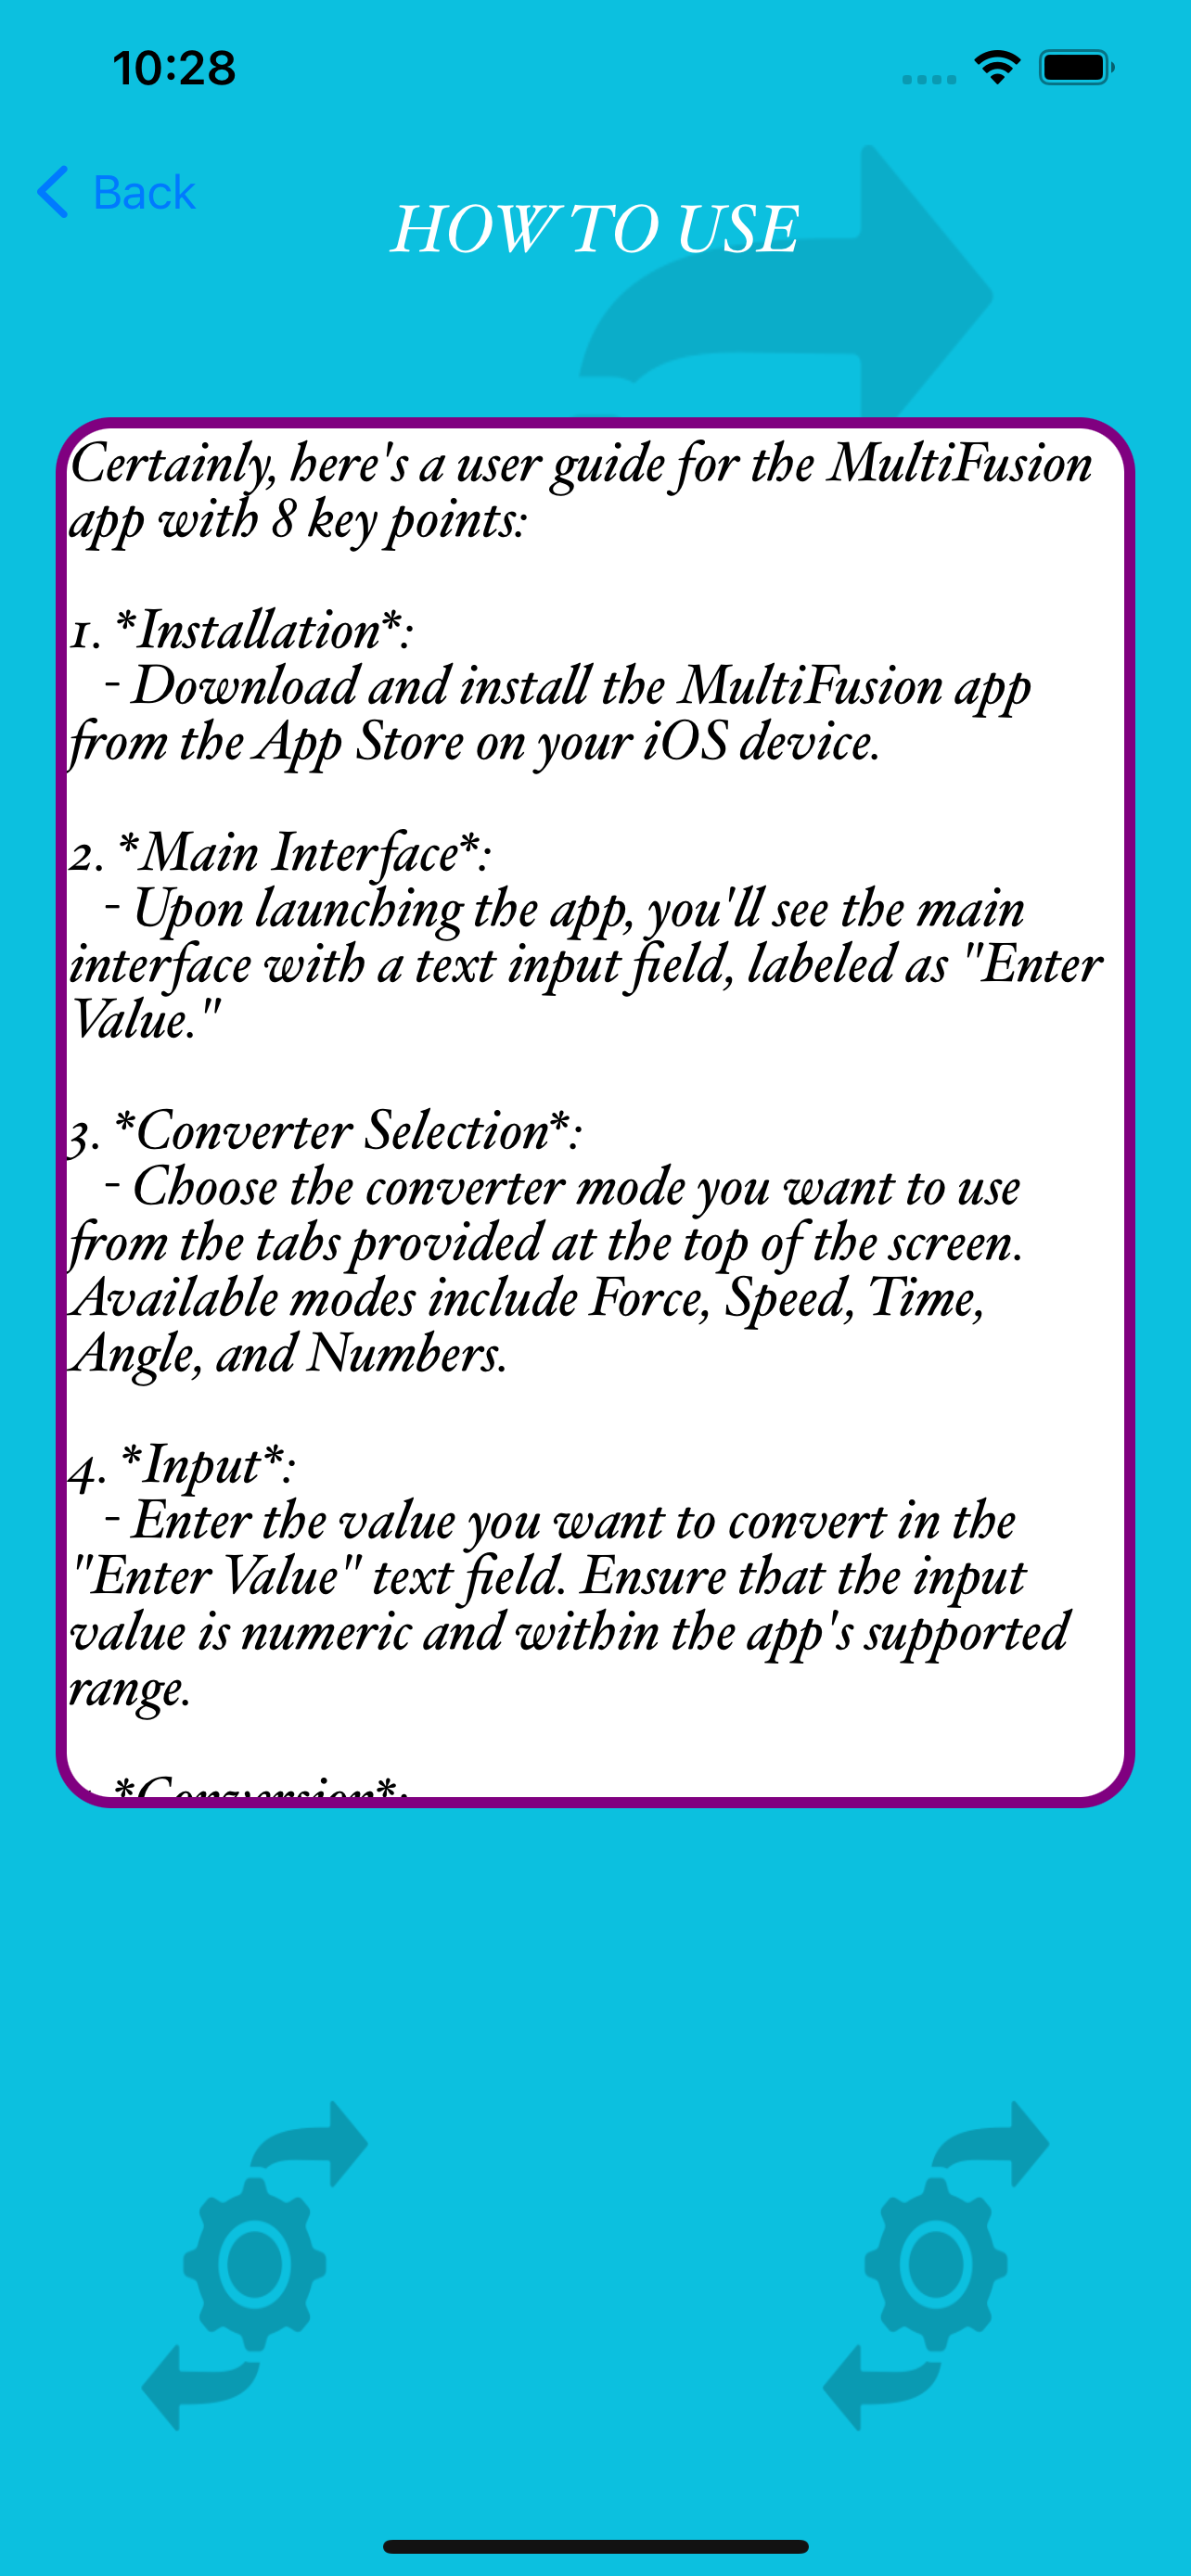 10:28
Back
HOW TO USE
Certainly, here's a user guide for the MultiFusion
app with 8 key points:
1. *Installation*:
- Download and install the MultiFusion app
from the App Store on your iOS device.
2. *Main Interface*:
- Upon launching the app, you'll see the main
interface with a text input field, labeled as "Enter
Value."
3. *Converter Selection*:
- Choose the converter mode you want to use
from the tabs provided at the top of the screen.
Available modes include Force, Speed, Time,
Angle, and Numbers.
4. *Input*:
- Enter the value you want to convert in the
"Enter Value" text field. Ensure that the input
value is numeric and within the app's supported
range.
*Conversion*: